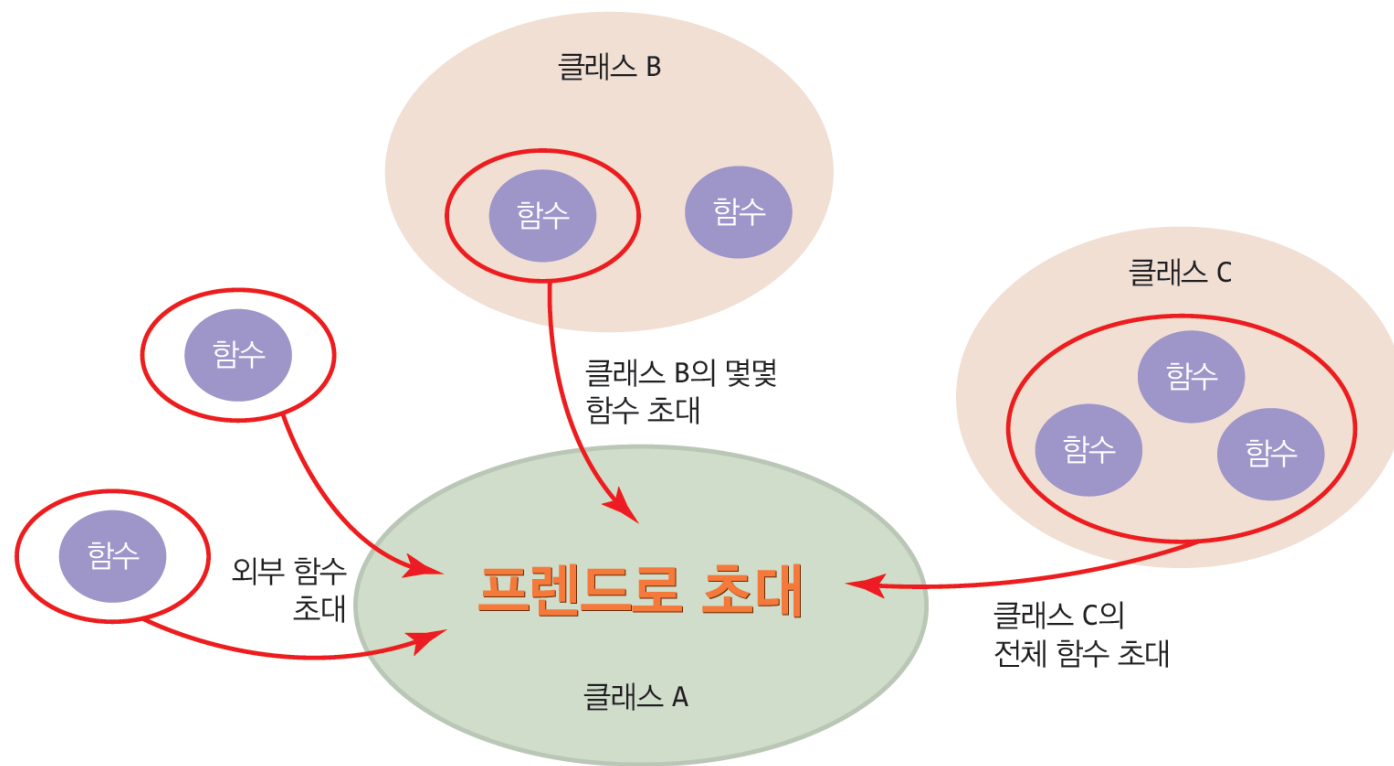 클래스 B
함수
함수
클래스 C
함수
함수
함수
함수
클래스 B의 몇몇
함수 초대
함수
외부 함수
초대
프렌드로 초대
클래스 C의
전체 함수 초대
클래스 A